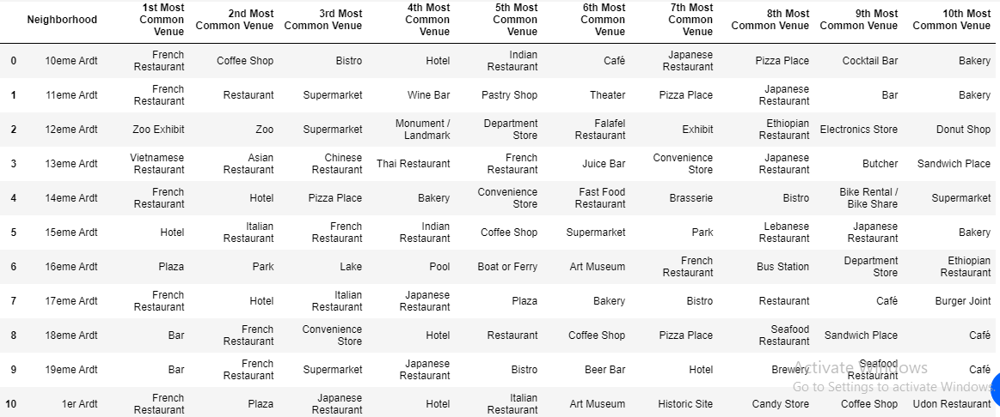 Neighborhood 1st Most Common Venue 2nd Most Common Venue 3rd Most Common Venue 4th Most Common Venue 5th Most Common Venue 6th Most Common Venue 7th Most Common Venue 8th Most Common Venue 9th Most Common Venue 10th Most Common Venue
0 10eme Ardt French Restaurant Coffee Shop Bistro Hotel Indian Restaurant Café Japanese Restaurant Pizza Place Cocktail Bar Bakery
1 11eme Ardt French Restaurant Restaurant Supermarket Wine Bar Pastry Shop Theater Pizza Place Japanese Restaurant Bar Bakery
2 12eme Ardt Zoo Exhibit Zoo Supermarket Monument / Landmark Department Store Falafel Restaurant Exhibit Ethiopian Restaurant Electronics Store Donut Shop
3 13eme Ardt Vietnamese Restaurant Asian Restaurant Chinese Restaurant Thai Restaurant French Restaurant Juice Bar Convenience Store Japanese Restaurant Butcher Sandwich Place
4 14eme Ardt French Restaurant Hotel Pizza Place Bakery Convenience Store Fast Food Restaurant Brasserie Bistro Bike Rental / Bike Share Supermarket
5 15eme Ardt Hotel Italian Restaurant French Restaurant Indian Restaurant Coffee Shop Supermarket Park Lebanese Restaurant Japanese Restaurant Bakery
6 16eme Ardt Plaza Park Lake Pool Boat or Ferry Art Museum French Restaurant Bus Station Department Store Ethiopian Restaurant
7 17eme Ardt French Restaurant Hotel Italian Restaurant Japanese Restaurant Plaza Bakery Bistro Restaurant Café Burger Joint
8 18eme Ardt Bar French Restaurant Convenience Store Hotel Restaurant Coffee Shop Pizza Place Seafood Restaurant Sandwich Place Café
9 19eme Ardt Bar French Restaurant Supermarket Japanese Restaurant Bistro Beer Bar Hotel Brewery Seafood Restaurant Café
Activate Windows
Go to Settings to activate Windows.
10 1er Ardt French Restaurant Plaza Japanese Restaurant Hotel Italian Restaurant Art Museum Historic Site Candy Store Coffee Shop Udon Restaurant